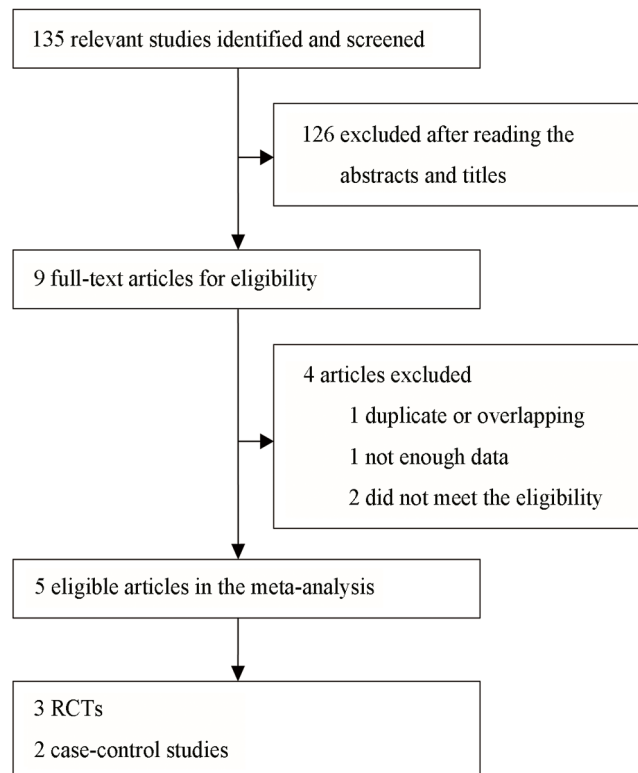 135 relevant studies identified and screened
126 excluded after reading the
abstracts and titles
9 full-text articles for eligibility
4 articles excluded
1 duplicate or overlapping
1 not enough data
2 did not meet the eligibility
5 eligible articles in the meta-analysis
3 RCTs
2 case-control studies